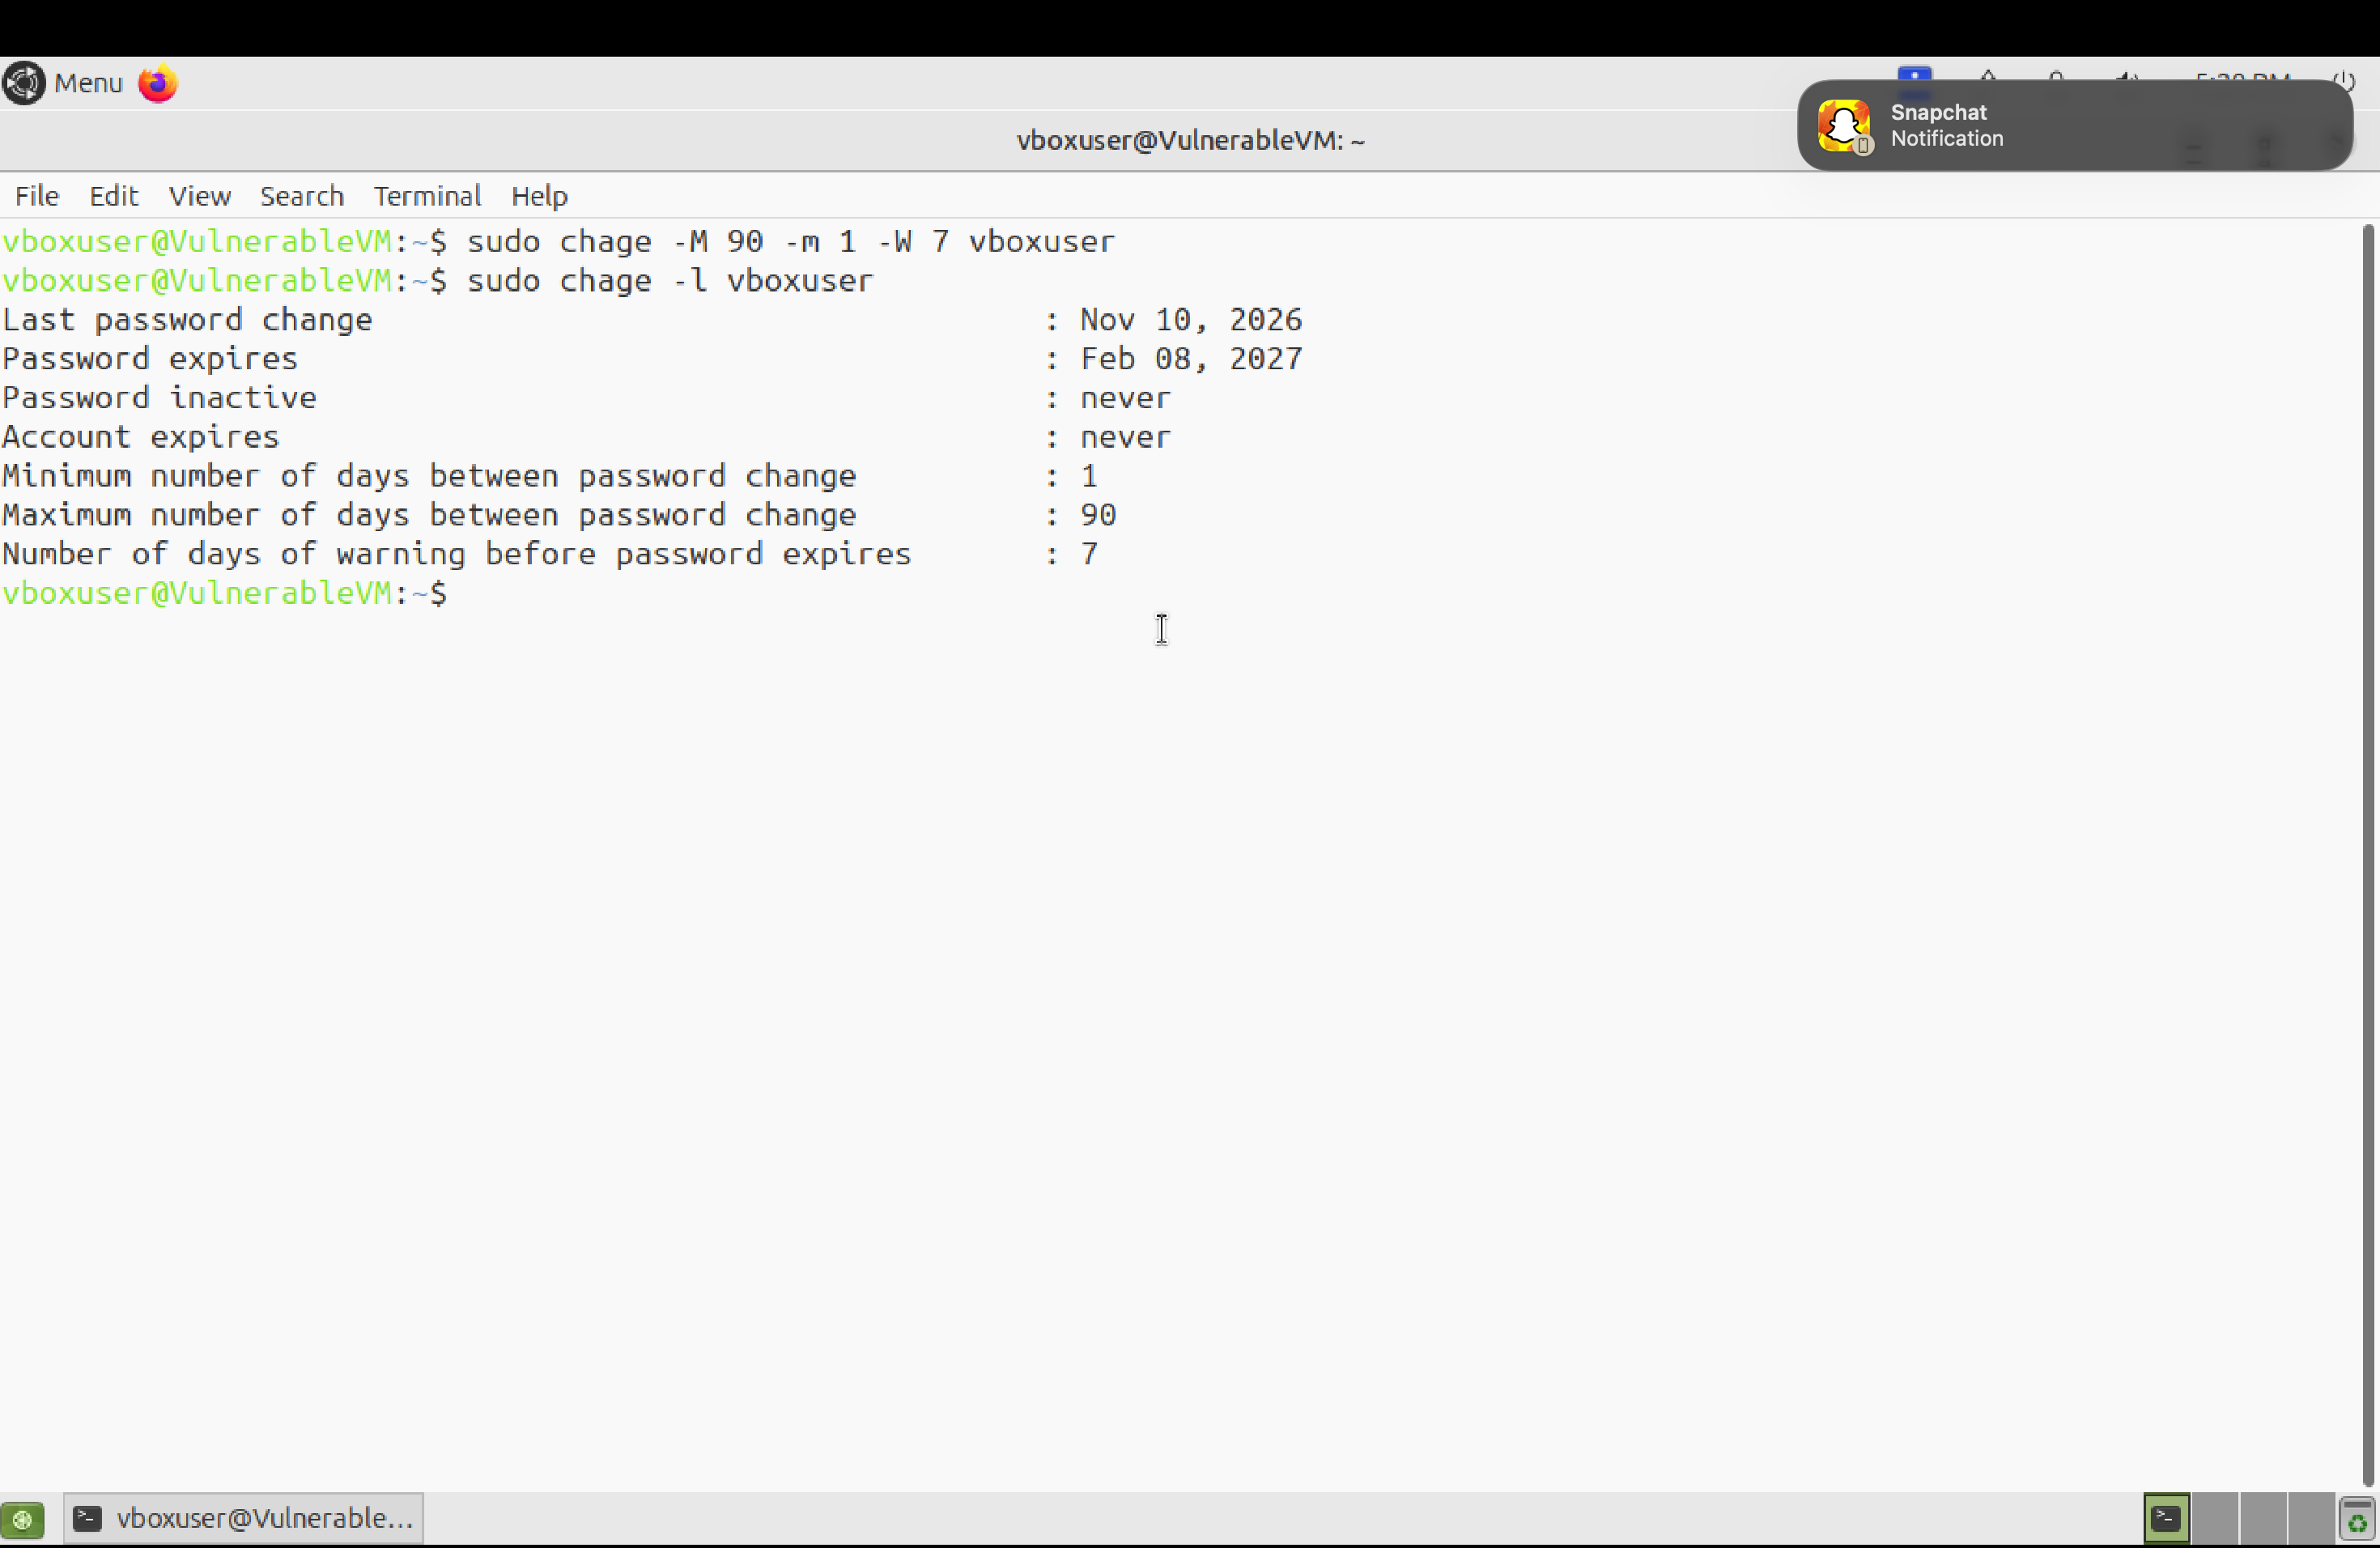 Menu
Snapchat
Notification
vboxuser@VulnerableVM: ~
File Edit View Search Terminal Help
vboxuser@VulnerableVM:~$ sudo chage -M 90 -m 1 -W 7 vboxuser
vboxuser@VulnerableVM:~$ sudo chage -l vboxuser
Last password change : Nov 10, 2026
Password expires : Feb 08, 2027
Password inactive : never
Account expires : never
Minimum number of days between password change : 1
Maximum number of days between password change : 90
Number of days of warning before password expires : 7
vboxuser@VulnerableVM:~$
vboxuser@Vulnerable...